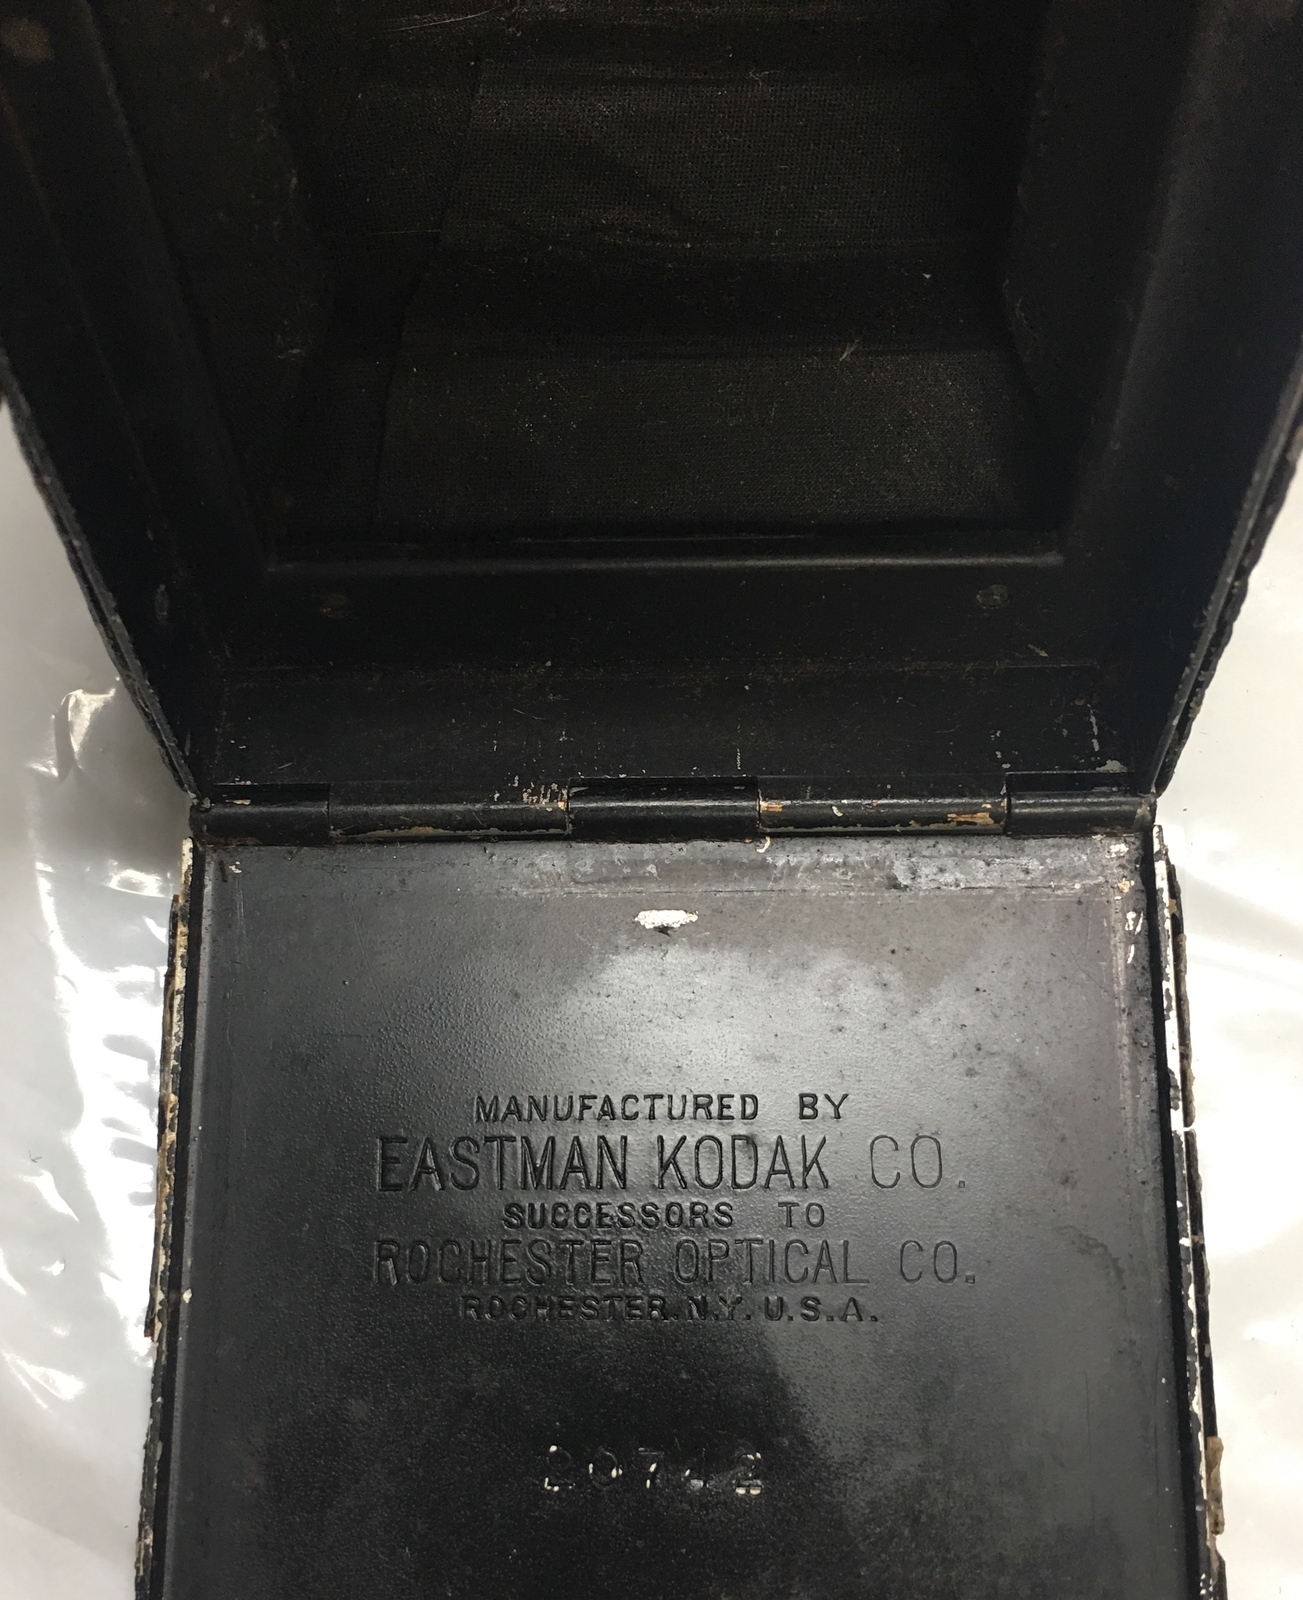 MANUFACTURED BY
EASTMAN KODAK CO.
SUCCESSORS TO
ROCHESTER OPTICAL CO.
ROCHESTER. N.Y. U.S.A.